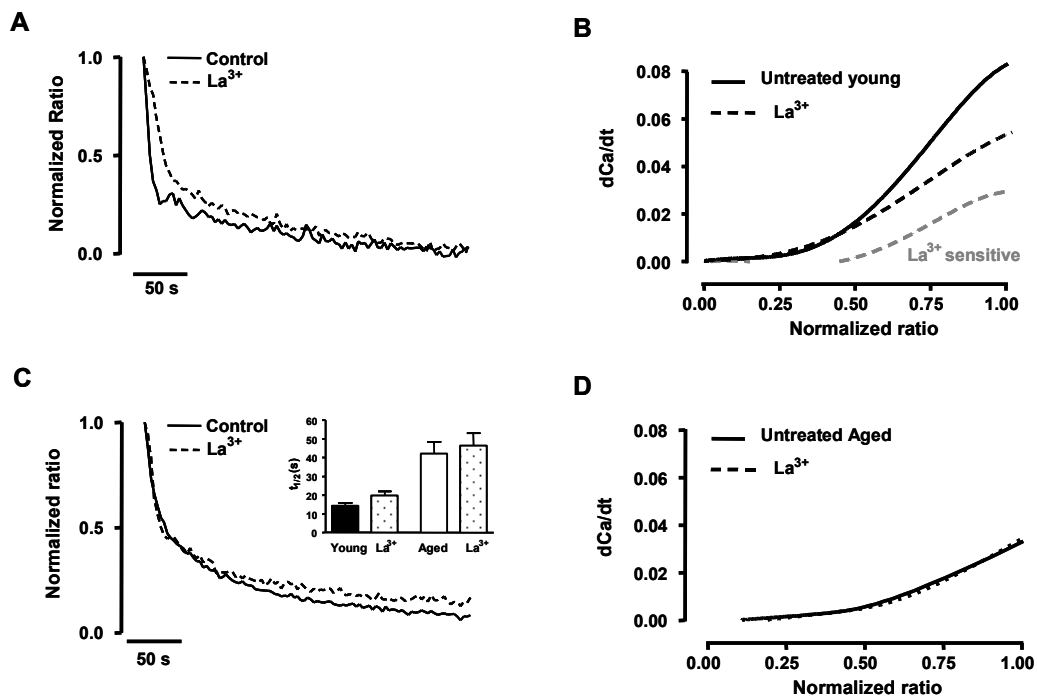 A
1.0
0.5
0.0
Normalized Ratio
Control
La³⁺
50 s
B
0.08
0.06
0.04
0.02
0.00
dCa/dt
Untreated young
La³⁺
La³⁺ sensitive
0.00 0.25 0.50 0.75 1.00
Normalized ratio
C
1.0
0.5
0.0
Normalized ratio
Control
La³⁺
60
50
40
30
20
10
0
t1/2(s)
Young La³⁺ Aged La³⁺
50 s
D
0.08
0.06
0.04
0.02
0.00
dCa/dt
Untreated Aged
La³⁺
0.00 0.25 0.50 0.75 1.00
Normalized ratio